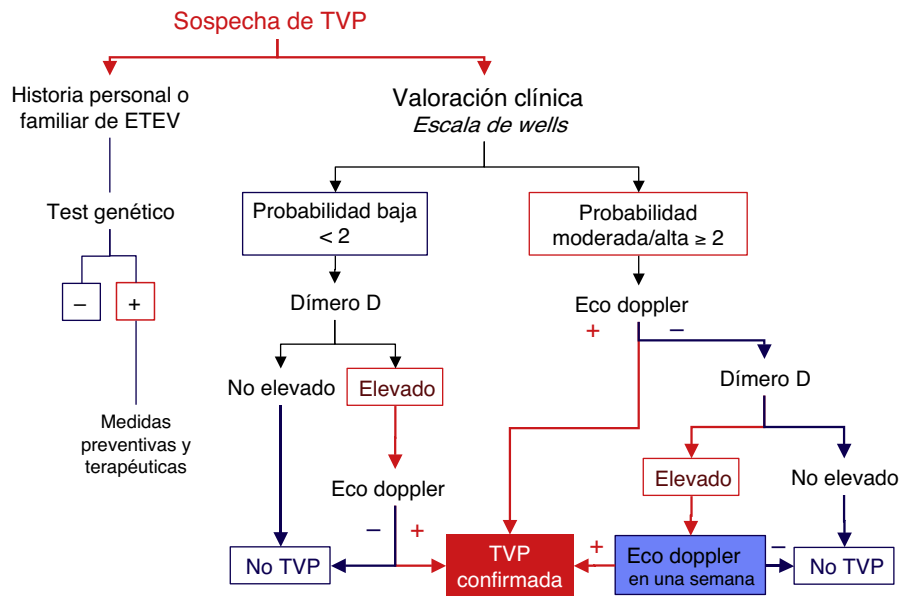 Sospecha de TVP
Historia personal o
familiar de ETEV
Valoración clínica
Escala de wells
Test genético
Probabilidad baja
< 2
Probabilidad
moderada/alta ≥ 2
–
+
Dímero D
Eco doppler
+
–
No elevado
Elevado
Dímero D
Medidas
preventivas y
terapéuticas
Eco doppler
Elevado
No elevado
–
+
No TVP
TVP
confirmada
+
Eco doppler
en una semana
–
No TVP